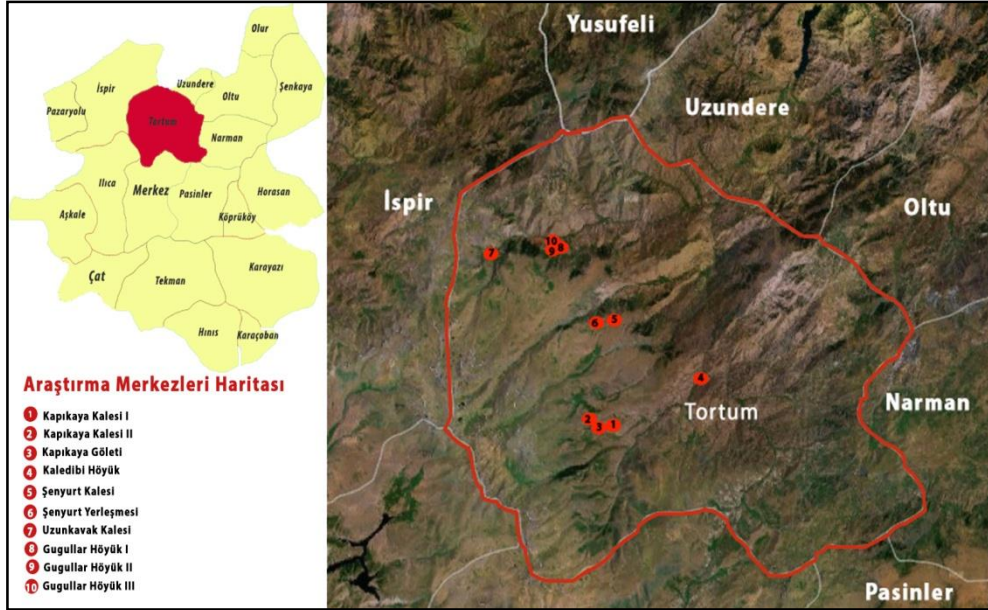 Olur
İspir
Uzundere
Oltu
Şenkaya
Pazaryolu
Tortum
Narman
Ilıca
Merkez
Pasinler
Horasan
Aşkale
Köprüköy
Çat
Tekman
Karayazı
Hınıs
Karaçoban
Araştırma Merkezleri Haritası
1 Kapıkaya Kalesi I
2 Kapıkaya Kalesi II
3 Kapıkaya Göleti
4 Kaledibi Höyük
5 Şenyurt Kalesi
6 Şenyurt Yerleşmesi
7 Uzunkavak Kalesi
8 Gugullar Höyük I
9 Gugullar Höyük II
10 Gugullar Höyük III
Yusufeli
Uzundere
İspir
Oltu
10
9 8
7
6 5
4
Tortum
Narman
2
3 1
Pasinler